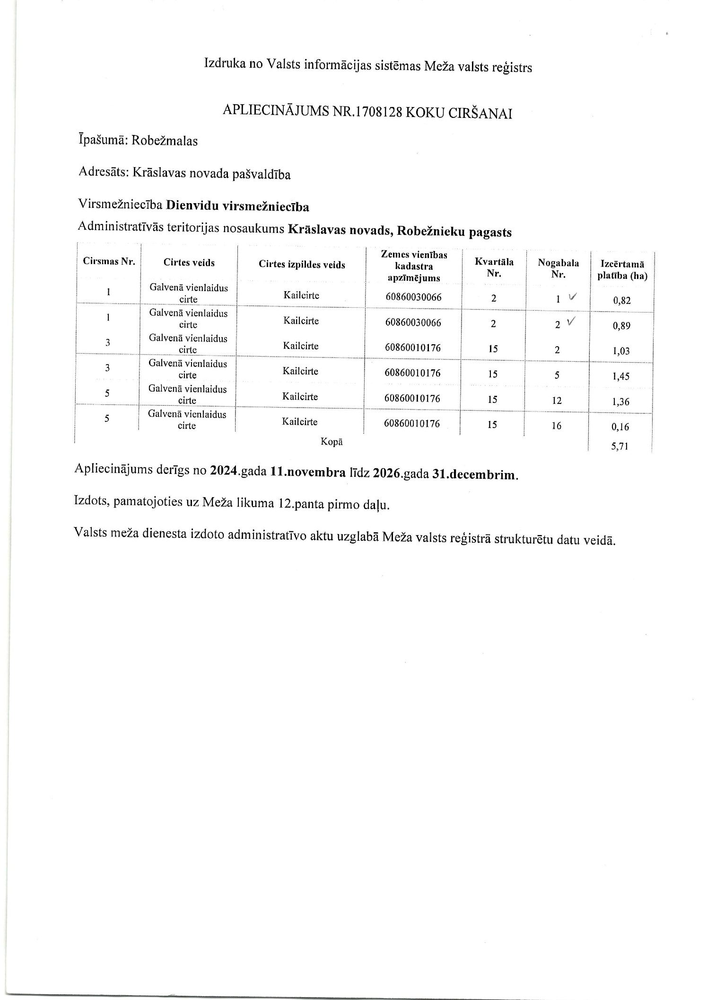 Izdruka no Valsts informācijas sistēmas Meža valsts reģistrs
APLIECINĀJUMS NR.1708128 KOKU CIRŠANAI
Īpašumā: Robežmalas
Adresāts: Krāslavas novada pašvaldība
Virsmežniecība Dienvidu virsmežniecība
Administratīvās teritorijas nosaukums Krāslavas novads, Robežnieku pagasts
Cirsmas Nr. Cirtes veids Cirtes izpildes veids Zemes vienības kadastra apzīmējums Kvartāla Nr. Nogabala Nr. Izcērtamā platība (ha)
1 Galvenā vienlaidus cirte Kailcirte 60860030066 2 1 ✓ 0,82
1 Galvenā vienlaidus cirte Kailcirte 60860030066 2 2 ✓ 0,89
3 Galvenā vienlaidus cirte Kailcirte 60860010176 15 2 1,03
3 Galvenā vienlaidus cirte Kailcirte 60860010176 15 5 1,45
5 Galvenā vienlaidus cirte Kailcirte 60860010176 15 12 1,36
5 Galvenā vienlaidus cirte Kailcirte 60860010176 15 16 0,16
Kopā 5,71
Apliecinājums derīgs no 2024.gada 11.novembra līdz 2026.gada 31.decembrim.
Izdots, pamatojoties uz Meža likuma 12.panta pirmo daļu.
Valsts meža dienesta izdoto administratīvo aktu uzglabā Meža valsts reģistrā strukturētu datu veidā.